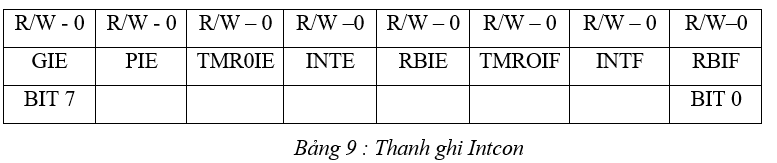 R/W - 0 R/W - 0 R/W – 0 R/W –0 R/W – 0 R/W – 0 R/W – 0 R/W–0
GIE PIE TMR0IE INTE RBIE TMROIF INTF RBIF
BIT 7 BIT 0
Bảng 9 : Thanh ghi Intcon